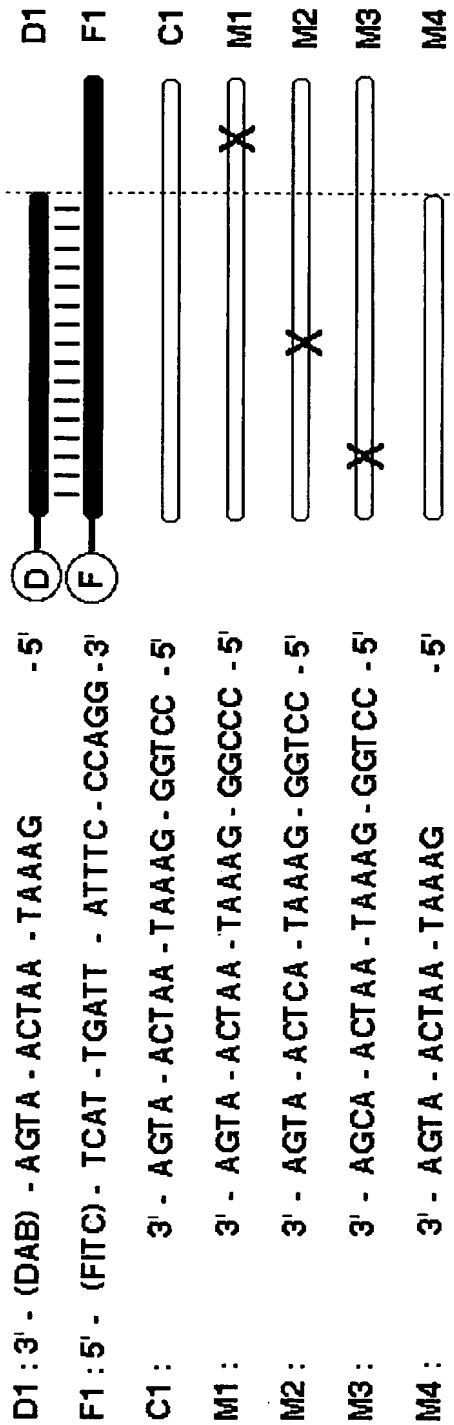 D1 : 3' - (DAB) - AGTA - ACTAA - TAAAG - 5' D D1
F1 : 5' - (FITC) - TCAT - TGATT - ATTTC - CCAGG - 3' F F1
C1 : 3' - AGTA - ACTAA - TAAAG - GGTCC - 5' C1
M1 : 3' - AGTA - ACTAA - TAAAG - GGCCC - 5' M1
M2 : 3' - AGTA - ACTCA - TAAAG - GGTCC - 5' M2
M3 : 3' - AGCA - ACTAA - TAAAG - GGTCC - 5' M3
M4 : 3' - AGTA - ACTAA - TAAAG - 5' M4